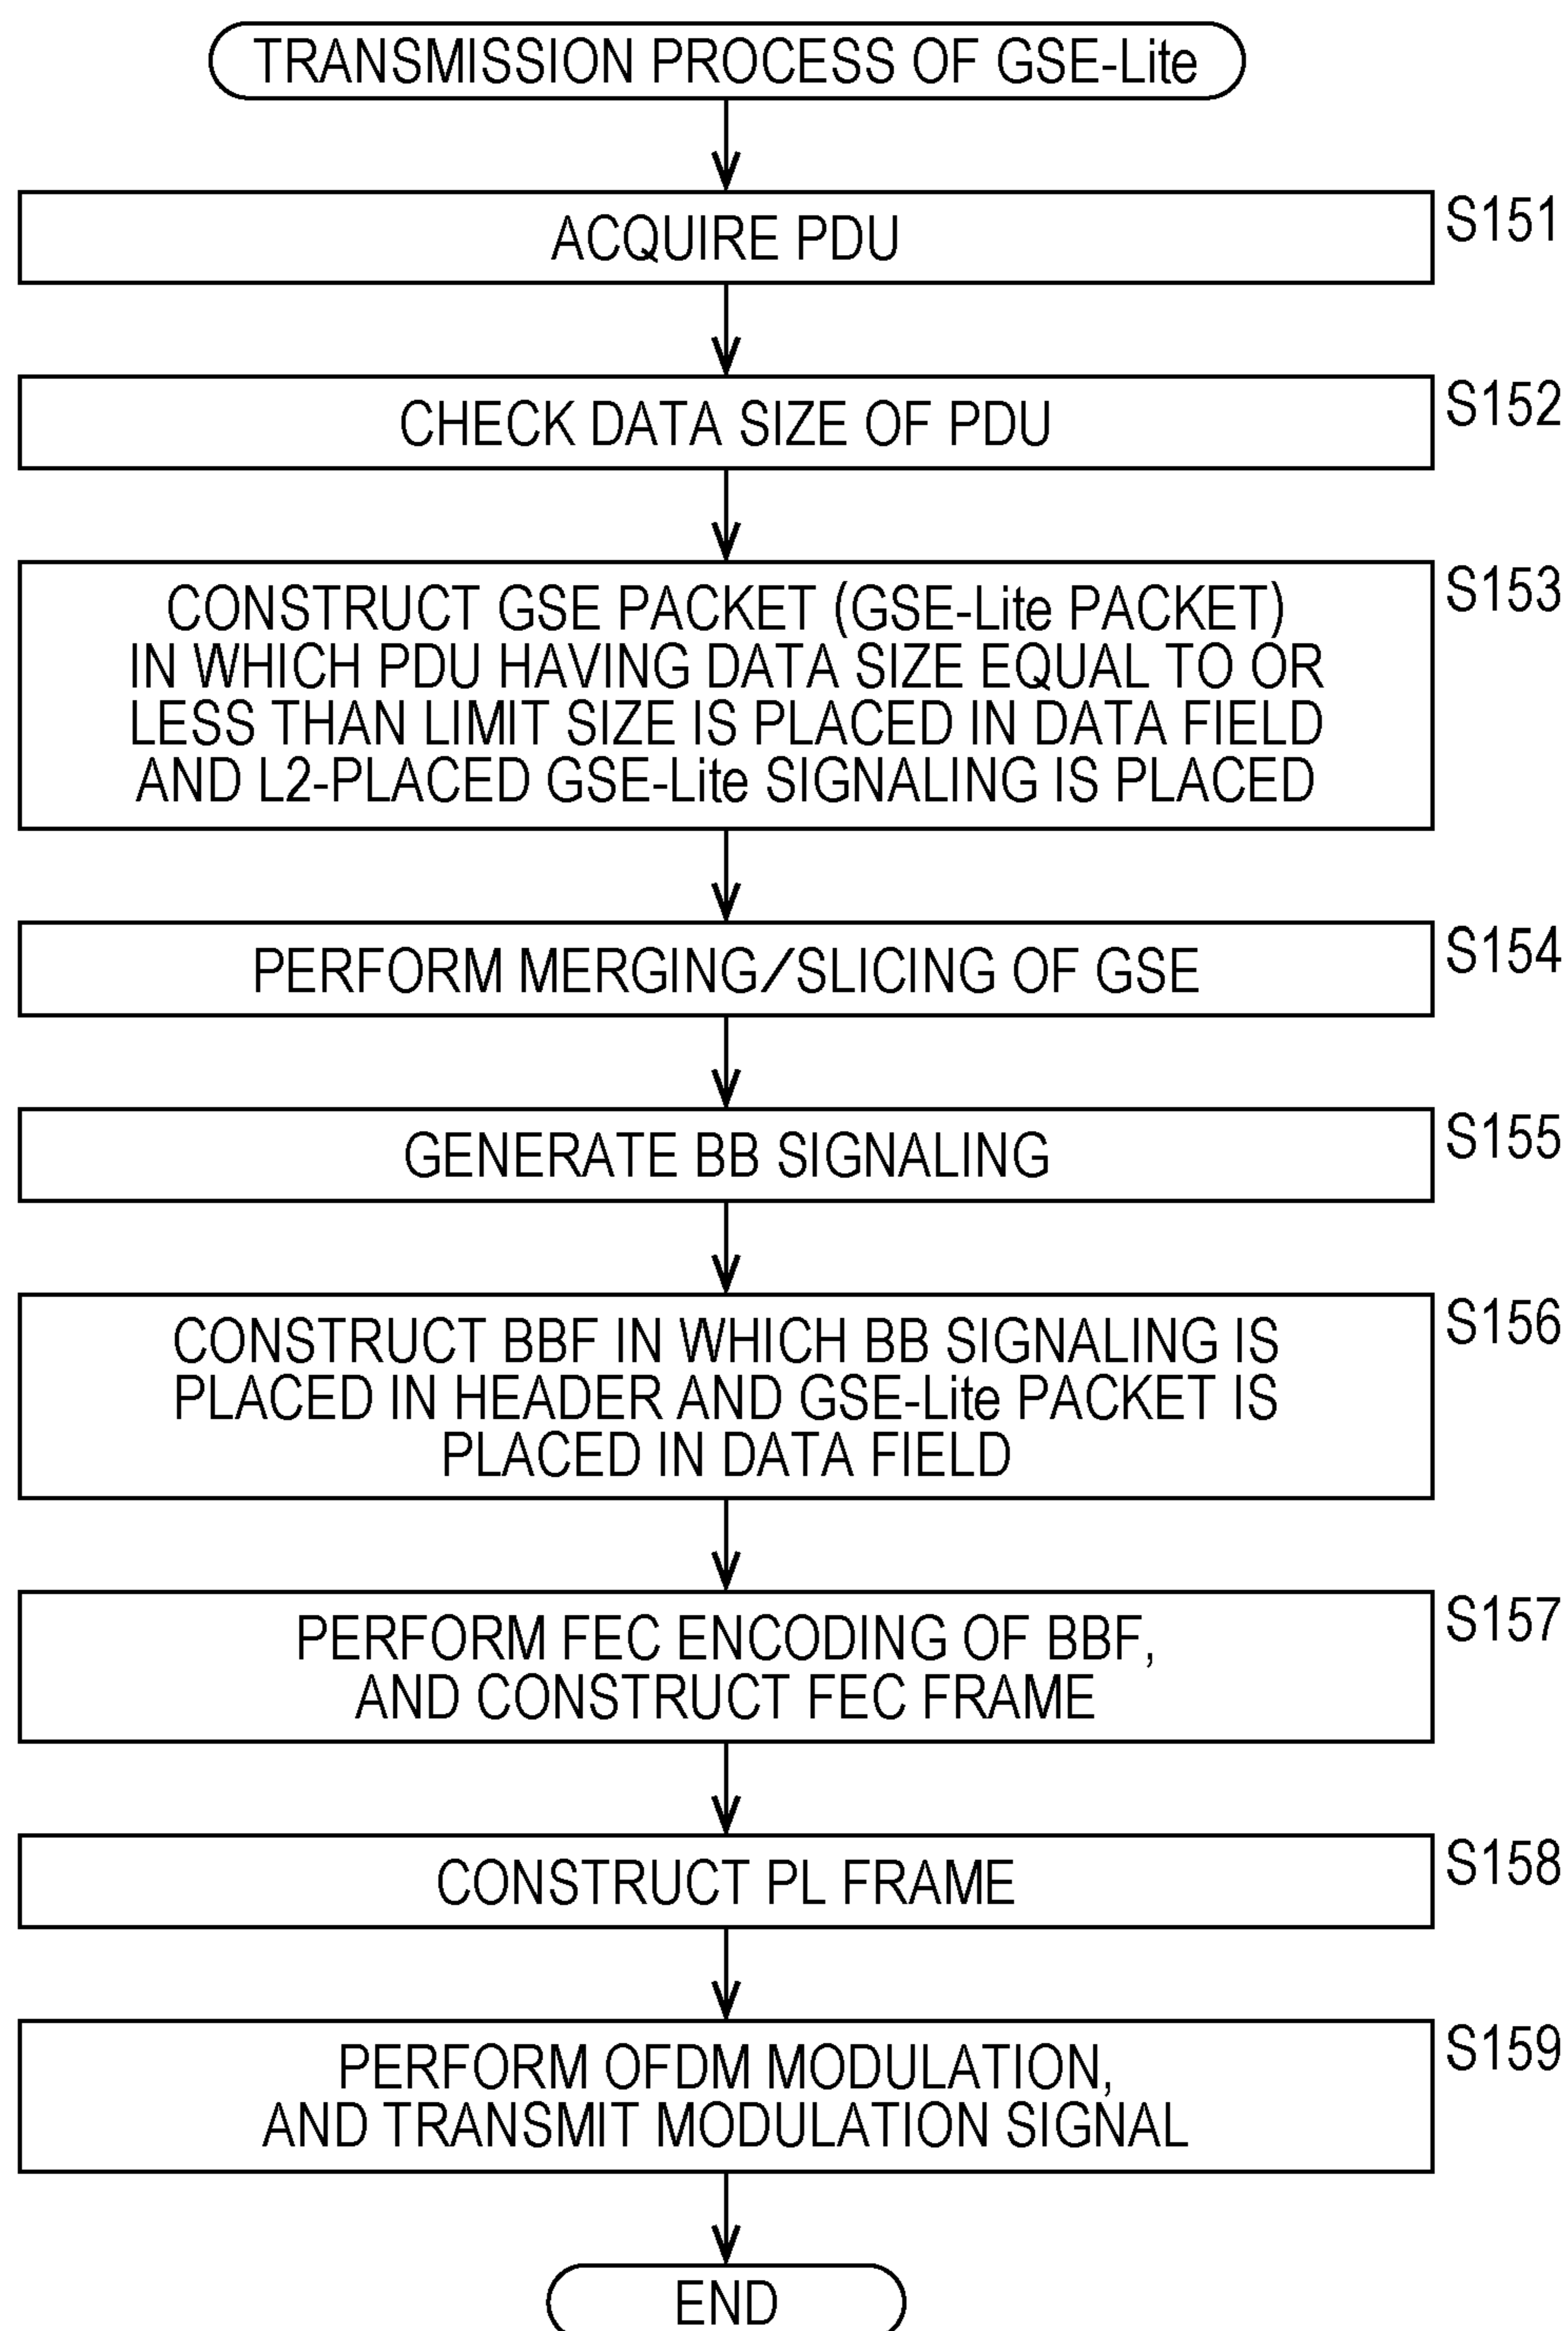 TRANSMISSION PROCESS OF GSE-Lite
ACQUIRE PDU
S151
CHECK DATA SIZE OF PDU
S152
CONSTRUCT GSE PACKET (GSE-Lite PACKET)
IN WHICH PDU HAVING DATA SIZE EQUAL TO OR
LESS THAN LIMIT SIZE IS PLACED IN DATA FIELD
AND L2-PLACED GSE-Lite SIGNALING IS PLACED
S153
PERFORM MERGING/SLICING OF GSE
S154
GENERATE BB SIGNALING
S155
CONSTRUCT BBF IN WHICH BB SIGNALING IS
PLACED IN HEADER AND GSE-Lite PACKET IS
PLACED IN DATA FIELD
S156
PERFORM FEC ENCODING OF BBF,
AND CONSTRUCT FEC FRAME
S157
CONSTRUCT PL FRAME
S158
PERFORM OFDM MODULATION,
AND TRANSMIT MODULATION SIGNAL
S159
END